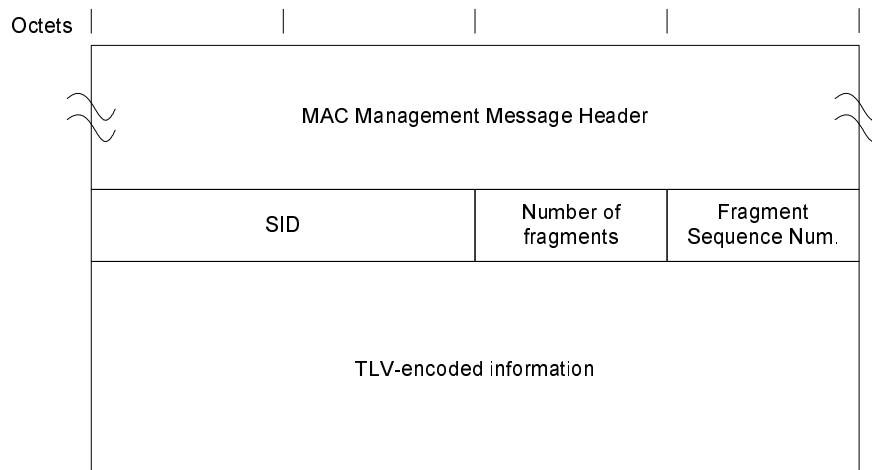 Octets
MAC Management Message Header
SID
Number of
fragments
Fragment
Sequence Num.
TLV-encoded information